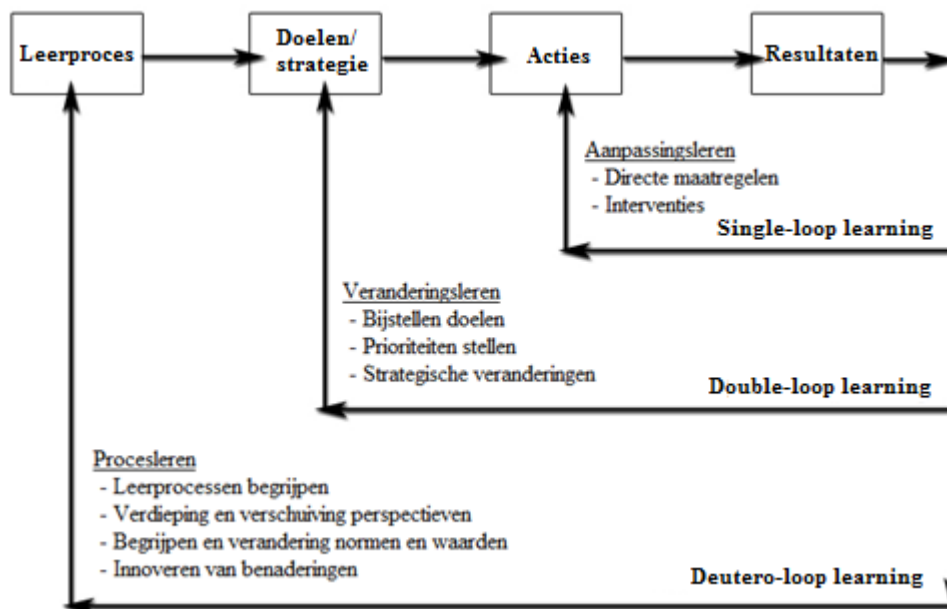 Leerproces
Doelen/
strategie
Acties
Resultaten
Aanpassingsleren
- Directe maatregelen
- Interventies
Single-loop learning
Veranderingsleren
- Bijstellen doelen
- Prioriteiten stellen
- Strategische veranderingen
Double-loop learning
Procesleren
- Leerprocessen begrijpen
- Verdieping en verschuiving perspectieven
- Begrijpen en verandering normen en waarden
- Innoveren van benaderingen
Deutero-loop learning